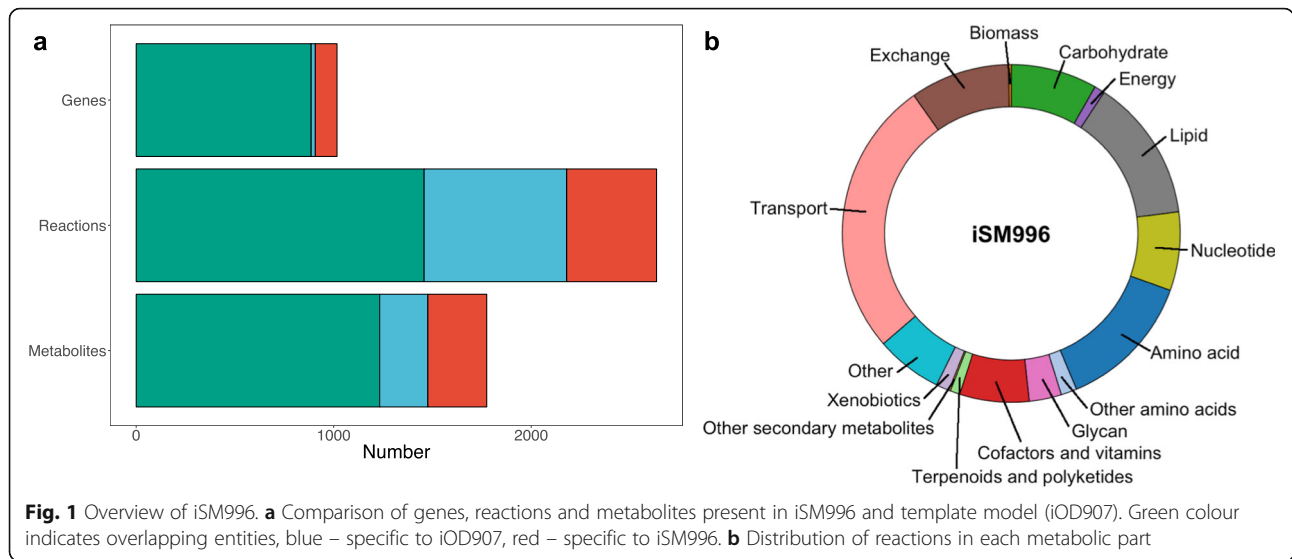 a
Genes
Reactions
Metabolites
0
1000
2000
Number
b
Biomass
Carbohydrate
Exchange
Energy
Lipid
Transport
iSM996
Nucleotide
Amino acid
Other
Xenobiotics
Other amino acids
Other secondary metabolites
Glycan
Cofactors and vitamins
Terpenoids and polyketides
Fig. 1 Overview of iSM996. a Comparison of genes, reactions and metabolites present in iSM996 and template model (iOD907). Green colour
indicates overlapping entities, blue – specific to iOD907, red – specific to iSM996. b Distribution of reactions in each metabolic part